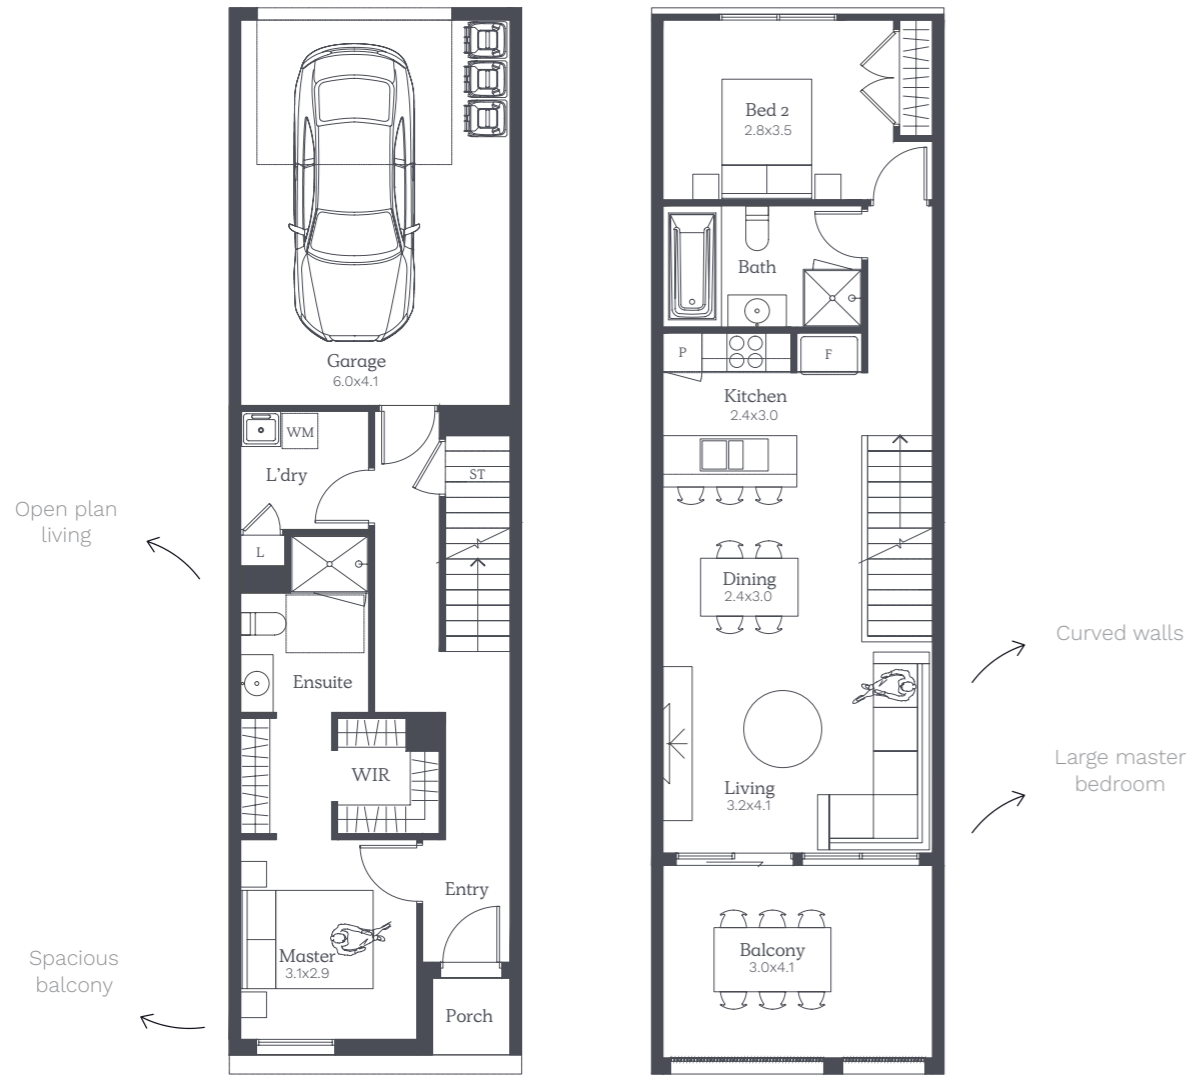 Garage
6.0x4.1
WM
L'dry
ST
L
Ensuite
WIR
Entry
Master
3.1x2.9
Porch
Open plan
living
Spacious
balcony
Bed 2
2.8x3.5
Bath
P
F
Kitchen
2.4x3.0
Dining
2.4x3.0
Living
3.2x4.1
Balcony
3.0x4.1
Curved walls
Large master
bedroom